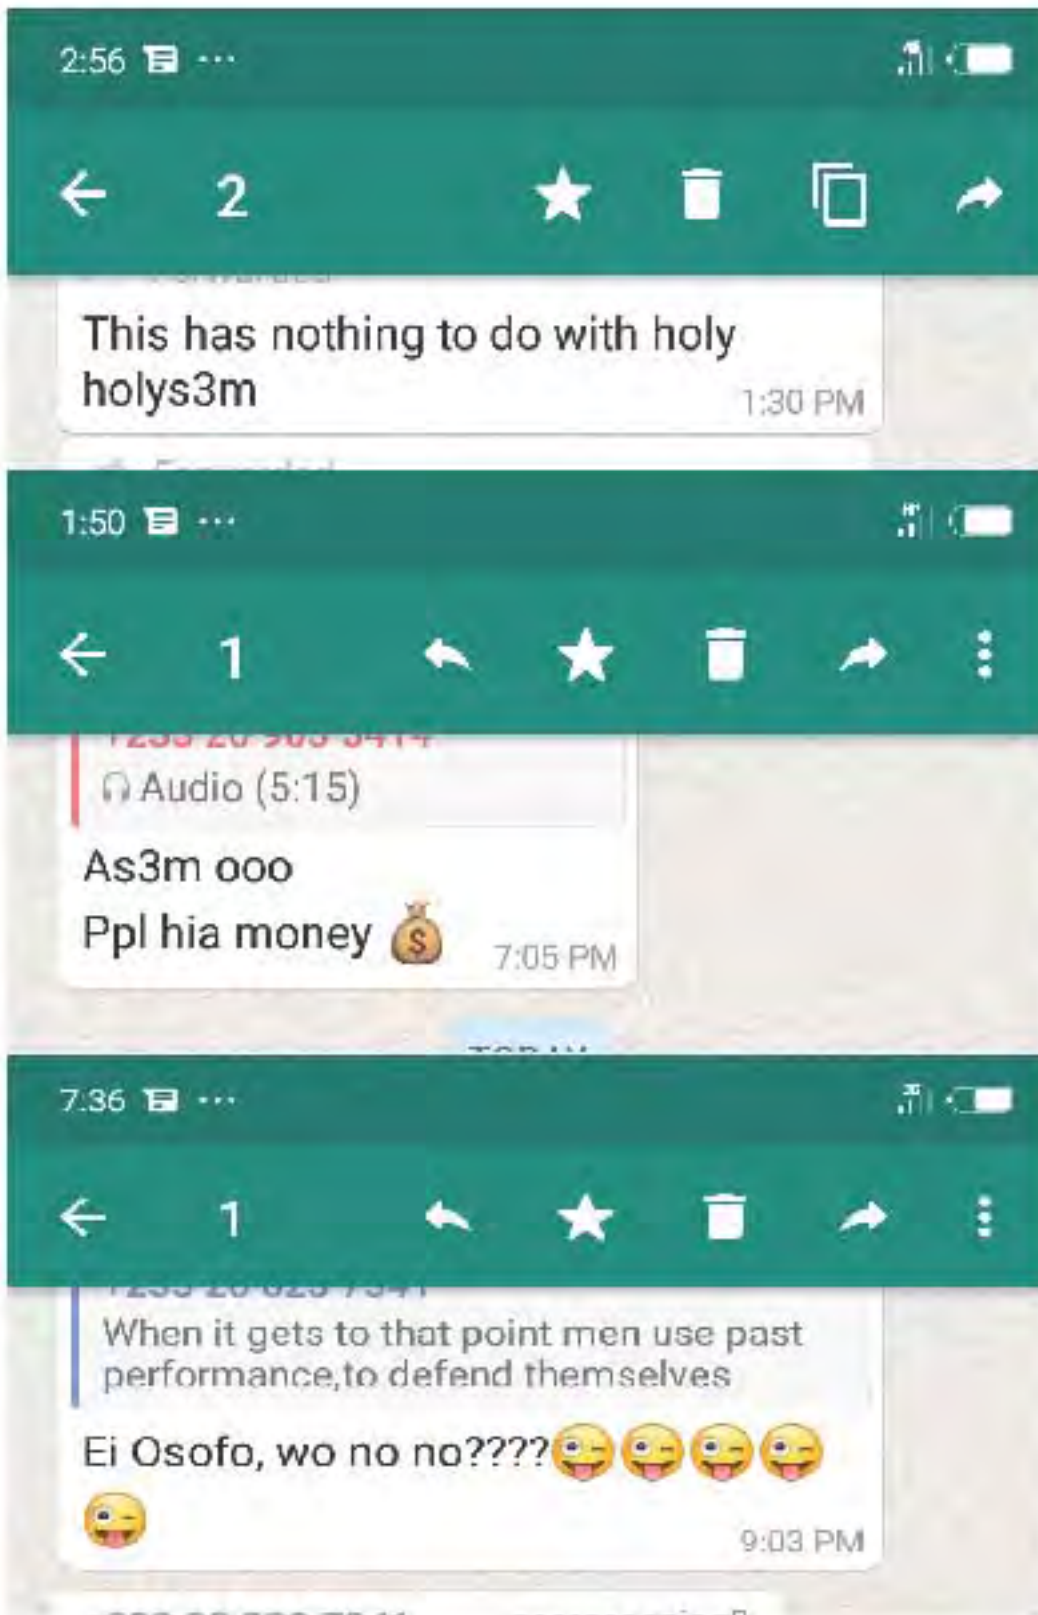 2:56
2
This has nothing to do with holy
holys3m
1:30 PM
1:50
1
Audio (5:15)
As3m ooo
Ppl hia money
7:05 PM
TODAY
7:36
1
When it gets to that point men use past
performance,to defend themselves
Ei Osofo, wo no no????
9:03 PM